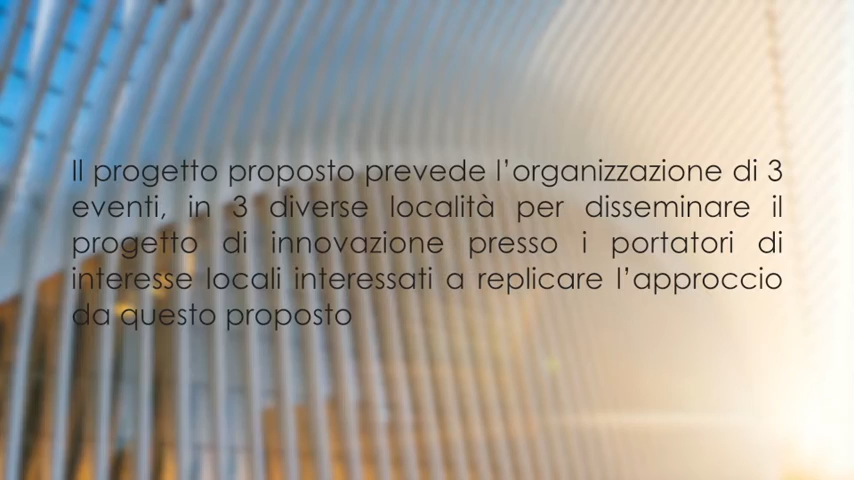 Il progetto proposto prevede l’organizzazione di 3
eventi, in 3 diverse località per disseminare il
progetto di innovazione presso i portatori di
interesse locali interessati a replicare l’approccio
da questo proposto